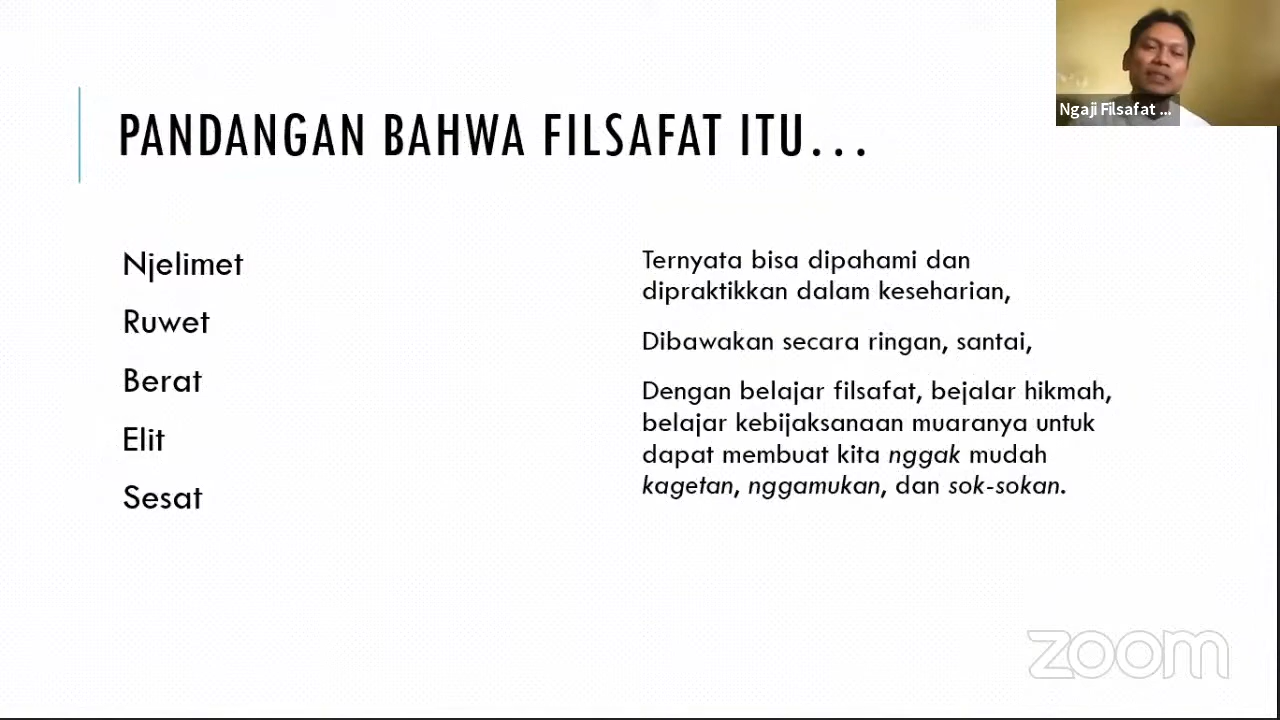 PANDANGAN BAHWA FILSAFAT ITU...
Ngaji Filsafat ...
Njelimet
Ruwet
Berat
Elit
Sesat
Ternyata bisa dipahami dan
dipraktikkan dalam keseharian,
Dibawakan secara ringan, santai,
Dengan belajar filsafat, bejalar hikmah,
belajar kebijaksanaan muaranya untuk
dapat membuat kita nggak mudah
kagetan, nggamukan, dan sok-sokan.
zoom